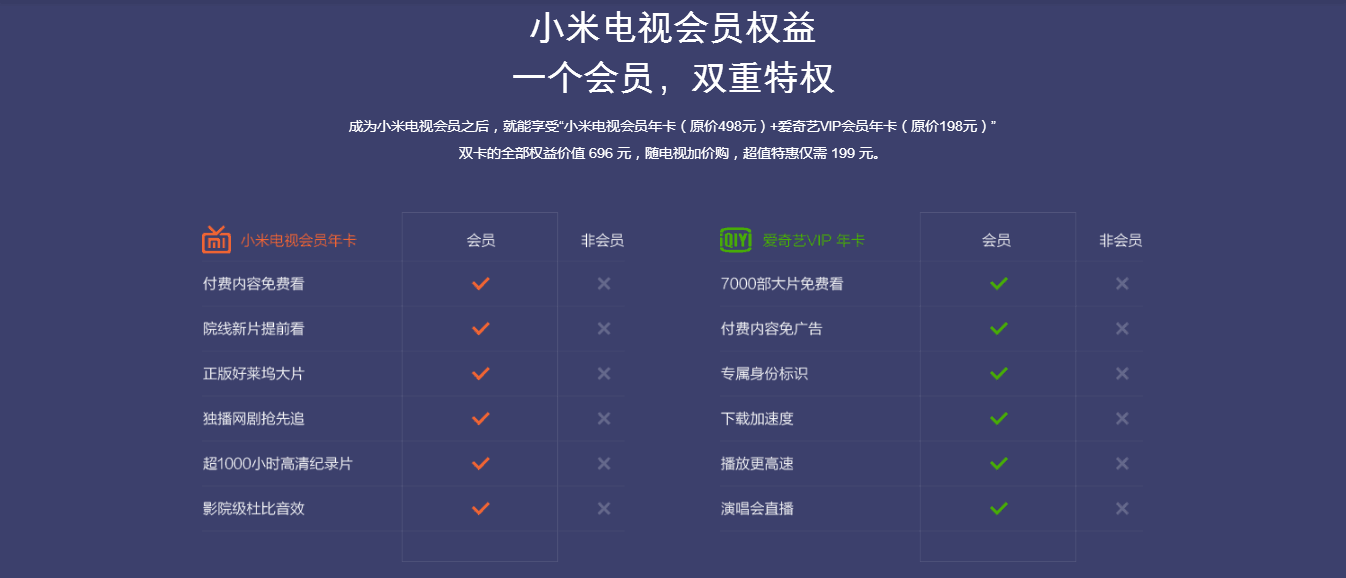 小米电视会员权益
一个会员，双重特权
成为小米电视会员之后，就能享受“小米电视会员年卡（原价498元）+爱奇艺VIP会员年卡（原价198元）”
双卡的全部权益价值 696 元，随电视加价购，超值特惠仅需 199 元。
mi 小米电视会员年卡 会员 非会员
付费内容免费看
院线新片提前看
正版好莱坞大片
独播网剧抢先追
超1000小时高清纪录片
影院级杜比音效
QIY 爱奇艺VIP 年卡 会员 非会员
7000部大片免费看
付费内容免广告
专属身份标识
下载加速度
播放更高速
演唱会直播